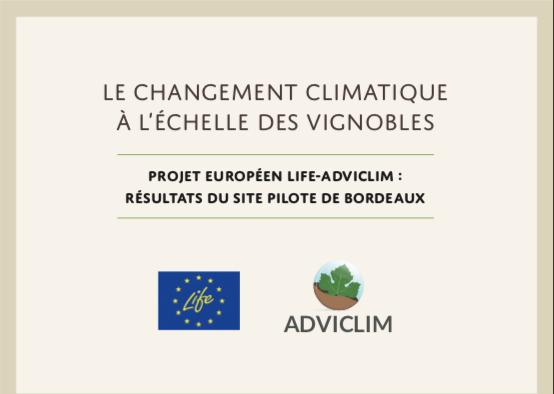 LE CHANGEMENT CLIMATIQUE
À L'ÉCHELLE DES VIGNOBLES
PROJET EUROPÉEN LIFE-ADVICLIM :
RÉSULTATS DU SITE PILOTE DE BORDEAUX
Life
ADVICLIM